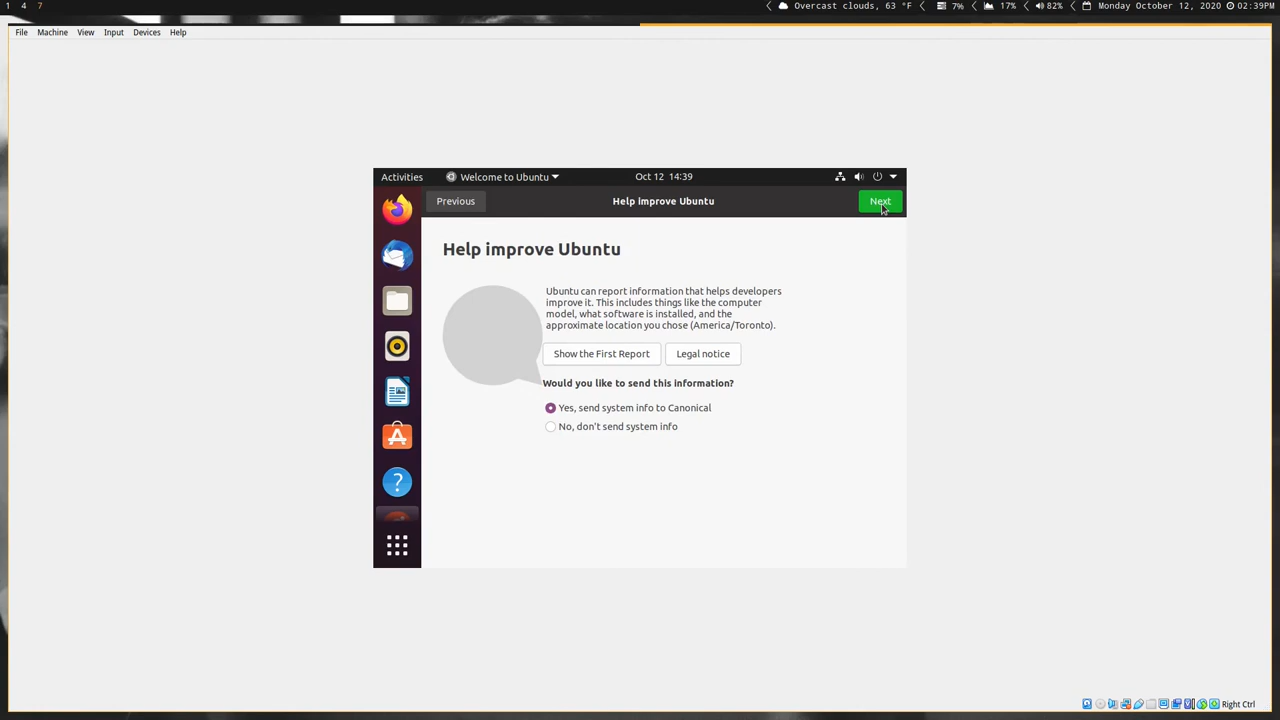 1 4 7
Overcast clouds, 63 °F 7% 17% 82% Monday October 12, 2020 02:39PM
File Machine View Input Devices Help
Activities Welcome to Ubuntu Oct 12 14:39
Previous Help improve Ubuntu Next
Help improve Ubuntu
Ubuntu can report information that helps developers
improve it. This includes things like the computer
model, what software is installed, and the
approximate location you chose (America/Toronto).
Show the First Report Legal notice
Would you like to send this information?
Yes, send system info to Canonical
No, don't send system info
Right Ctrl